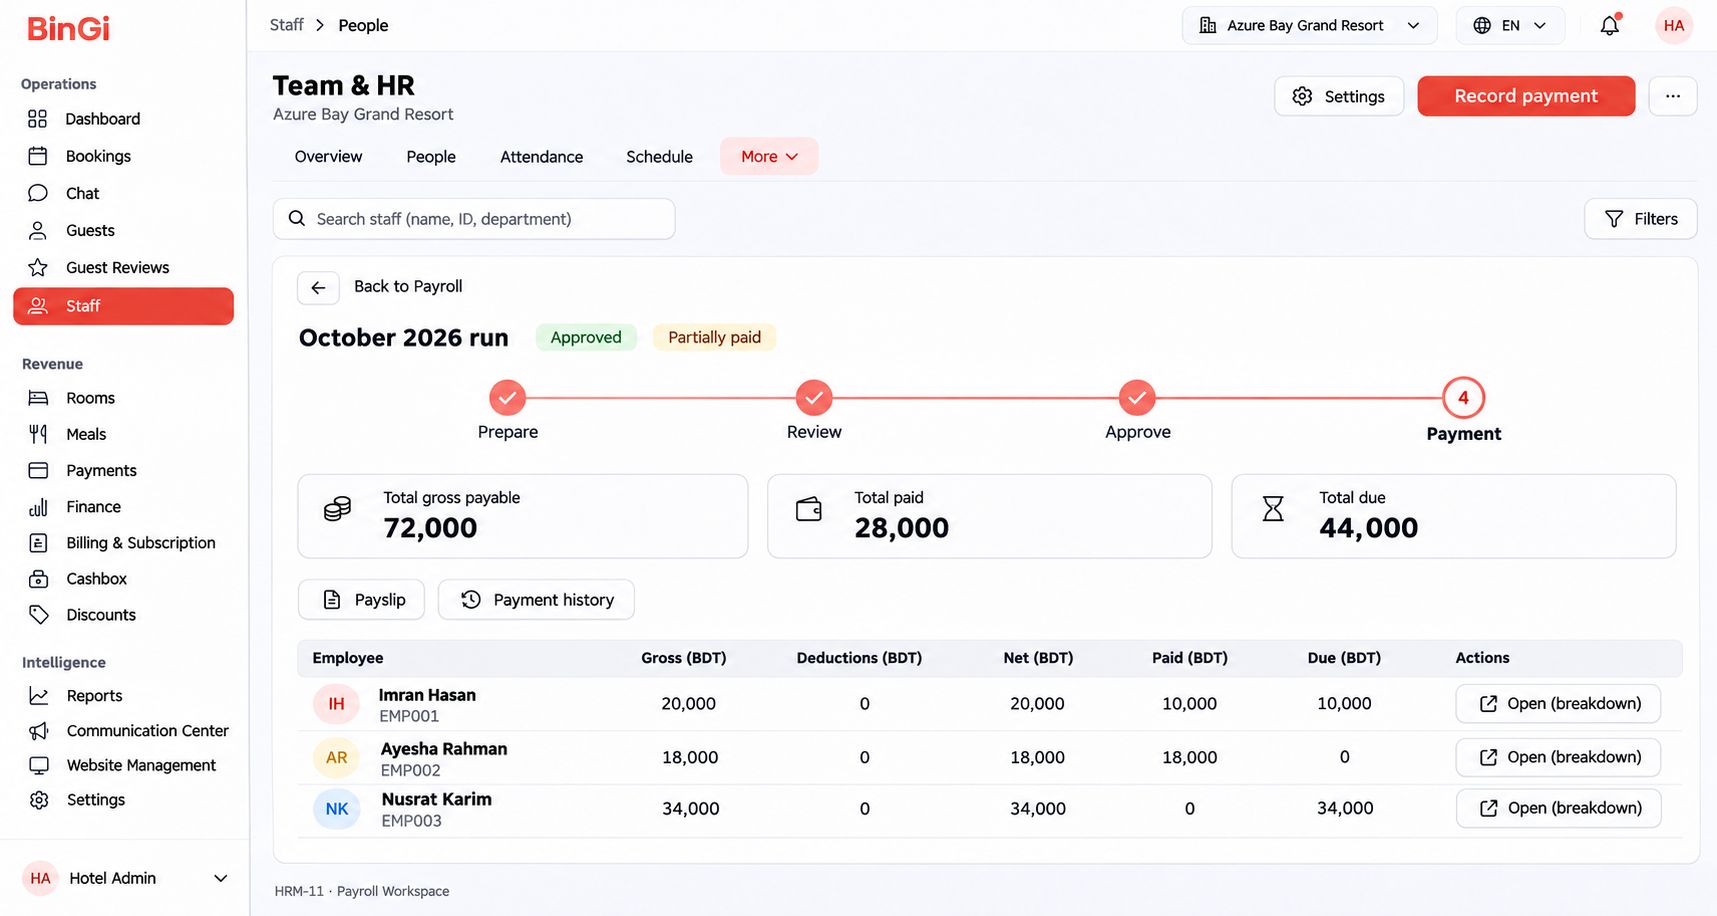 BinGi
Staff > People
Azure Bay Grand Resort
EN
HA
Operations
Dashboard
Bookings
Chat
Guests
Guest Reviews
Staff
Revenue
Rooms
Meals
Payments
Finance
Billing & Subscription
Cashbox
Discounts
Intelligence
Reports
Communication Center
Website Management
Settings
HA Hotel Admin
Team & HR
Azure Bay Grand Resort
Settings
Record payment
...
Overview People Attendance Schedule More
Search staff (name, ID, department)
Filters
Back to Payroll
October 2026 run Approved Partially paid
4
Prepare Review Approve Payment
Total gross payable
72,000
Total paid
28,000
Total due
44,000
Payslip Payment history
Employee Gross (BDT) Deductions (BDT) Net (BDT) Paid (BDT) Due (BDT) Actions
IH Imran Hasan 20,000 0 20,000 10,000 10,000 Open (breakdown)
EMP001
AR Ayesha Rahman 18,000 0 18,000 18,000 0 Open (breakdown)
EMP002
NK Nusrat Karim 34,000 0 34,000 0 34,000 Open (breakdown)
EMP003
HRM-11 · Payroll Workspace